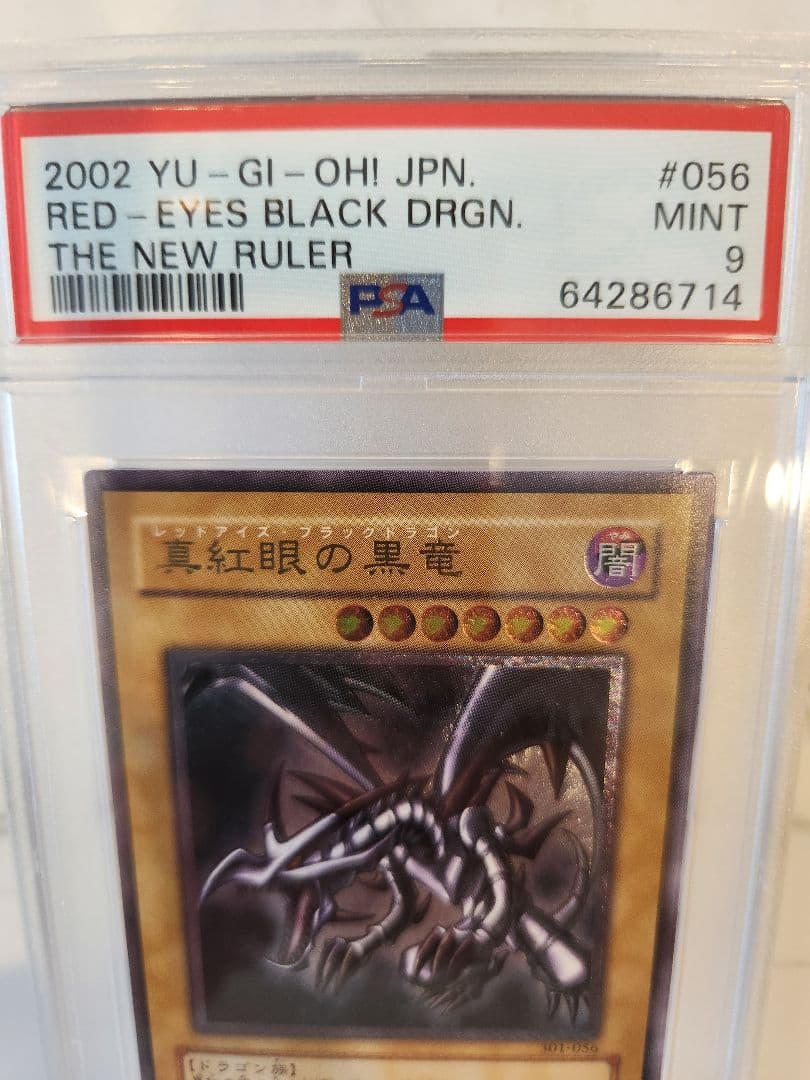 2002 YU-GI-OH! JPN. #056
RED-EYES BLACK DRGN. MINT
THE NEW RULER 9
PSA 64286714
レッドアイズ・ブラックドラゴン
真紅眼の黒竜
やみ
闇
301-056
【ドラゴン族】